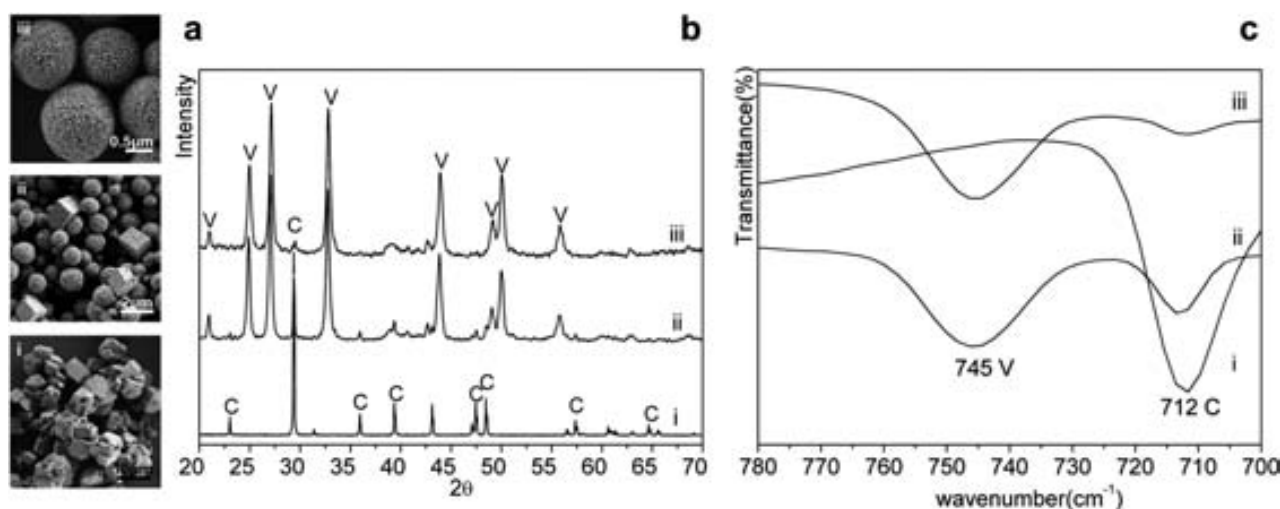 a
b
c
iii
0.5μm
ii
2μm
i
Intensity
V
V
V
V
V
V
V
V
C
iii
ii
C
C
C
C
C
C
C
i
20 25 30 35 40 45 50 55 60 65 70
2θ
Transmittance(%)
iii
ii
i
745 V
712 C
780 770 760 750 740 730 720 710 700
wavenumber(cm⁻¹)